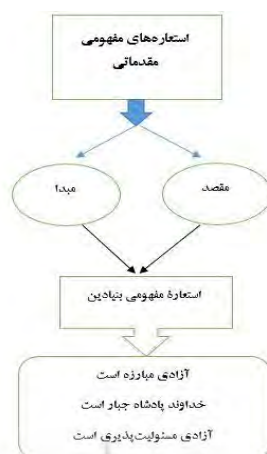 استعاره‌های مفهومی
مقدماتی
مقصد
مبدا
استعارهٔ مفهومی بنیادین
آزادی مبارزه است
خداوند پادشاه جبار است
آزادی مسئولیت‌پذیری است